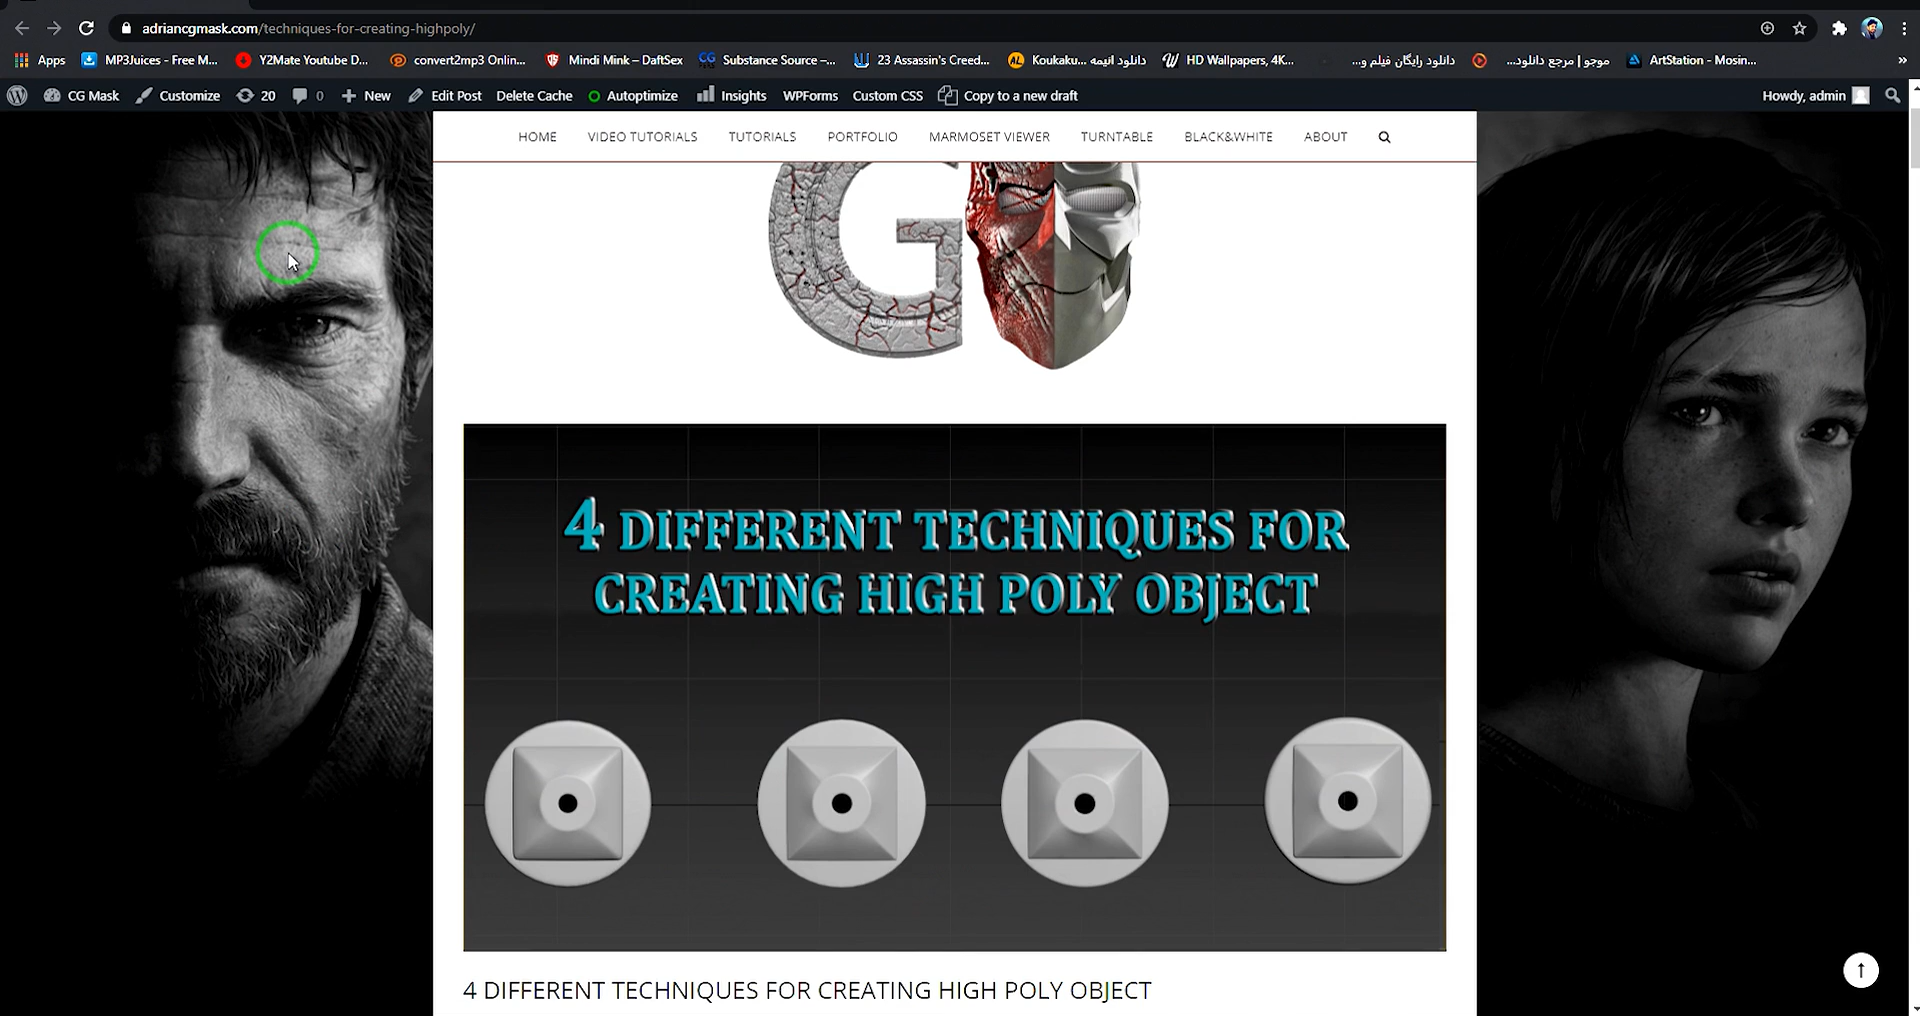 adriancgmask.com/techniques-for-creating-highpoly/
Apps MP3Juices - Free M... Y2Mate Youtube D... convert2mp3 Onlin... Mindi Mink – DaftSex Substance Source –... 23 Assassin's Creed... Koukaku... دانلود انیمه HD Wallpapers, 4K... دانلود رایگان فیلم و... موجو | مرجع دانلود... ArtStation - Mosin... »
CG Mask Customize 20 0 New Edit Post Delete Cache Autoptimize Insights WPForms Custom CSS Copy to a new draft Howdy, admin
HOME VIDEO TUTORIALS TUTORIALS PORTFOLIO MARMOSET VIEWER TURNTABLE BLACK&WHITE ABOUT
G
4 DIFFERENT TECHNIQUES FOR
CREATING HIGH POLY OBJECT
4 DIFFERENT TECHNIQUES FOR CREATING HIGH POLY OBJECT